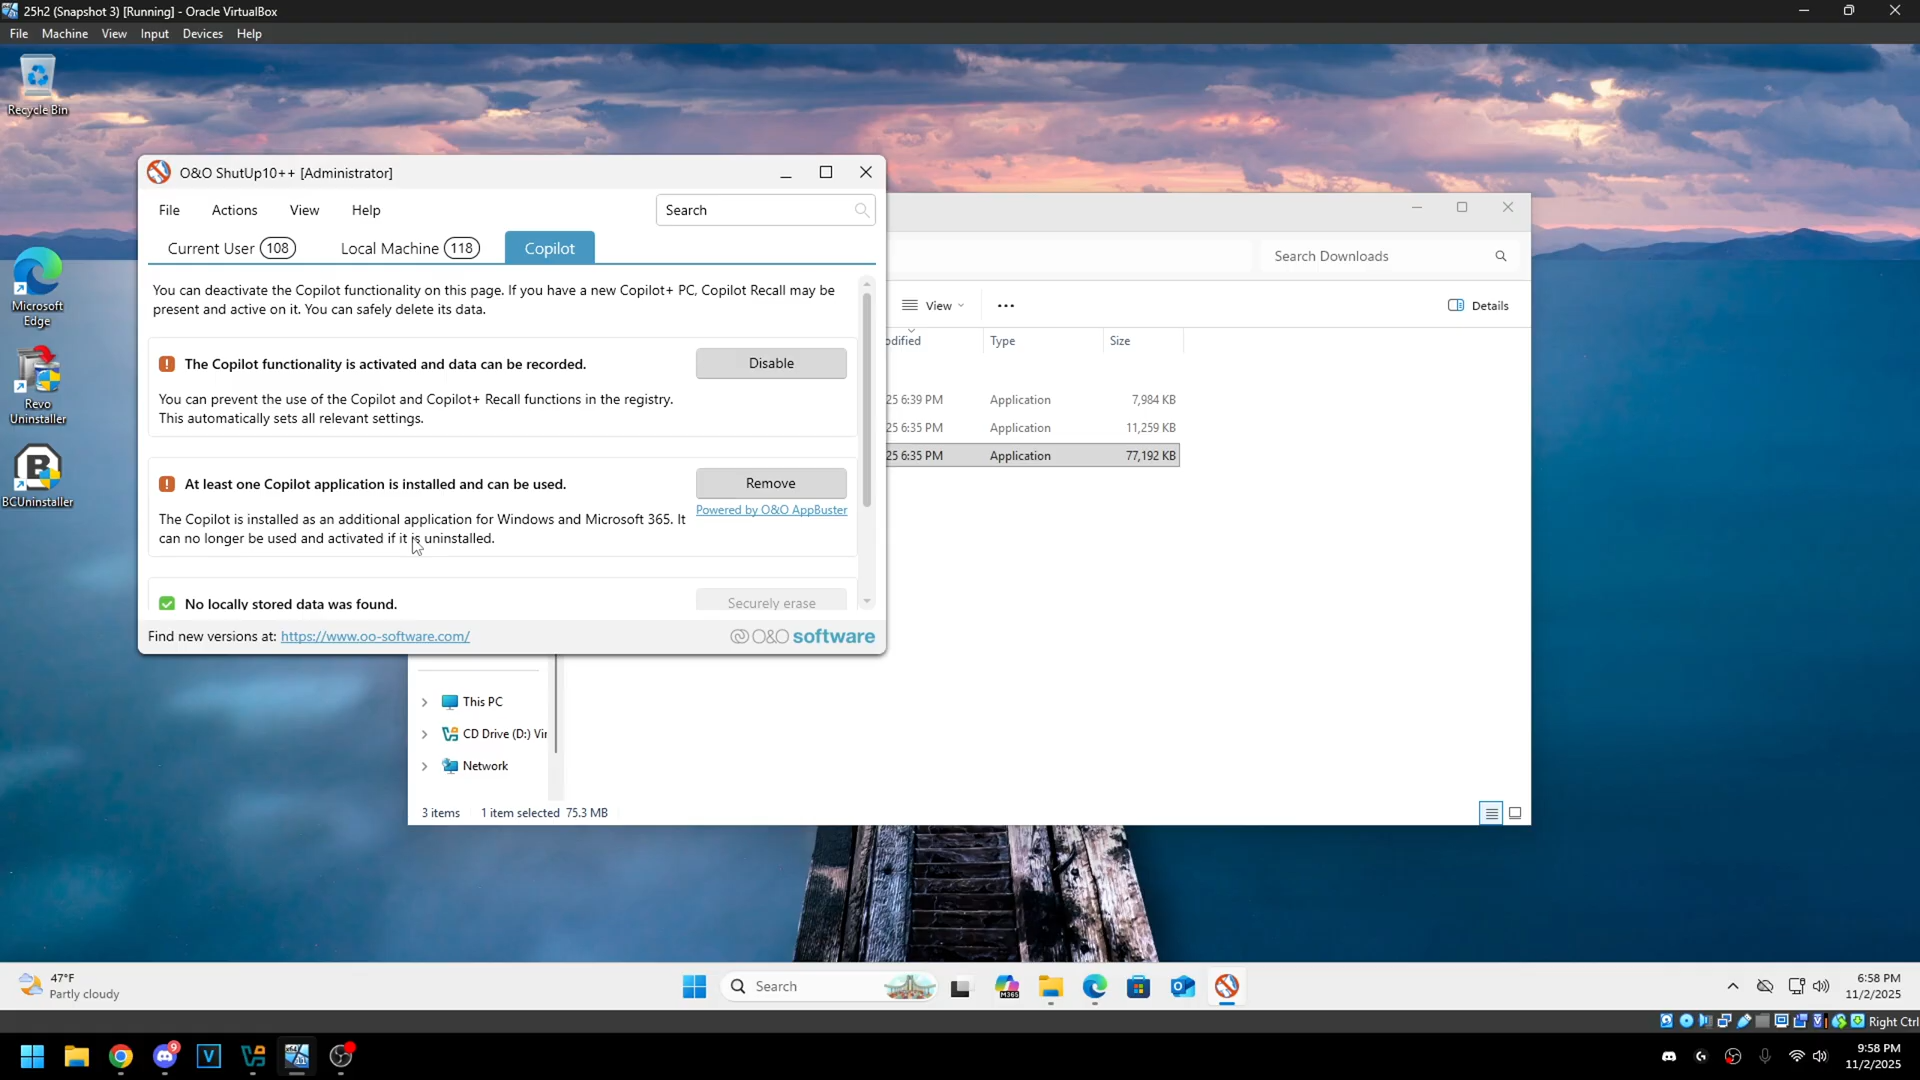 25h2 (Snapshot 3) [Running] - Oracle VirtualBox
File Machine View Input Devices Help
Recycle Bin
Microsoft
Edge
Revo
Uninstaller
BCUninstaller
O&O ShutUp10++ [Administrator]
File Actions View Help
Search
Current User 108
Local Machine 118
Copilot
You can deactivate the Copilot functionality on this page. If you have a new Copilot+ PC, Copilot Recall may be
present and active on it. You can safely delete its data.
The Copilot functionality is activated and data can be recorded.
Disable
You can prevent the use of the Copilot and Copilot+ Recall functions in the registry.
This automatically sets all relevant settings.
At least one Copilot application is installed and can be used.
Remove
Powered by O&O AppBuster
The Copilot is installed as an additional application for Windows and Microsoft 365. It
can no longer be used and activated if it is uninstalled.
No locally stored data was found.
Securely erase
Find new versions at: https://www.oo-software.com/
O&O software
Search Downloads
View
Details
odified Type Size
25 6:39 PM Application 7,984 KB
25 6:35 PM Application 11,259 KB
25 6:35 PM Application 77,192 KB
This PC
CD Drive (D:) Vir
Network
3 items 1 item selected 75.3 MB
47°F
Partly cloudy
Search
M365
6:58 PM
11/2/2025
Right Ctrl
9
V
9:58 PM
11/2/2025